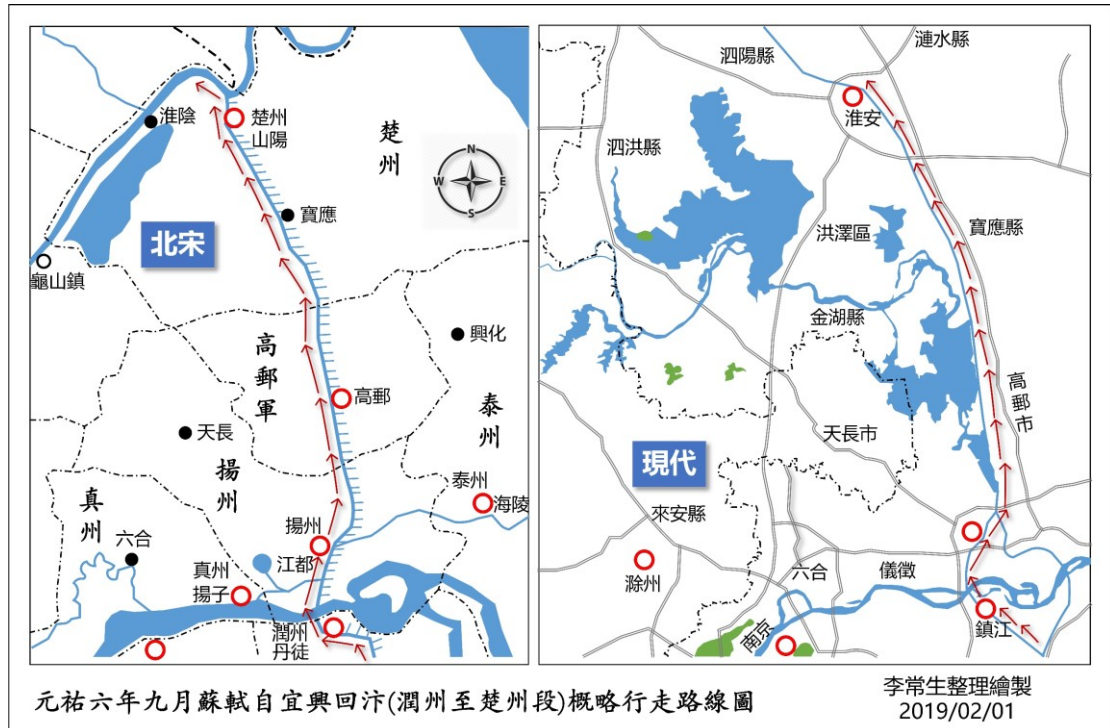 淮陰
楚州
山陽
楚州
N
W
E
S
寶應
北宋
龜山鎮
興化
高郵軍
高郵
泰州
天長
揚州
泰州
海陵
真州
六合
揚州
江都
真州
揚子
潤州
丹徒
漣水縣
泗陽縣
淮安
泗洪縣
洪澤區
寶應縣
金湖縣
高郵市
天長市
現代
來安縣
滁州
六合
儀徵
南京
鎮江
元祐六年九月蘇軾自宜興回汴(潤州至楚州段)概略行走路線圖
李常生整理繪製
2019/02/01